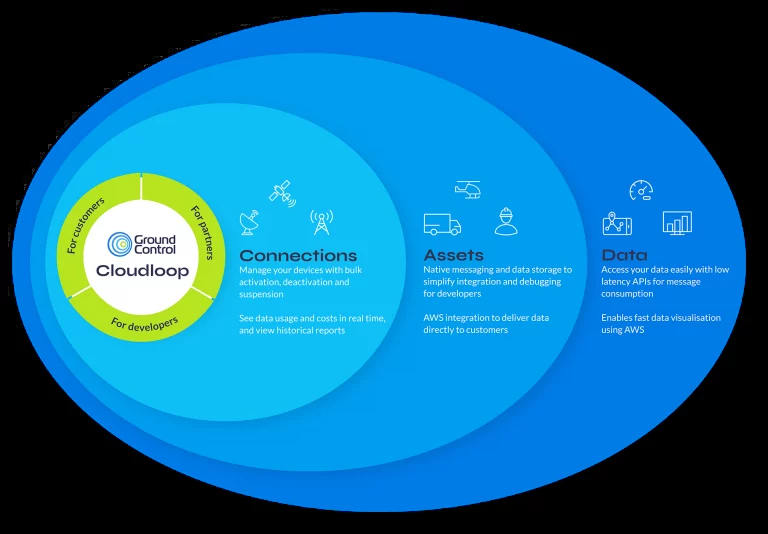 For customers
For partners
For developers
Ground
Control
Cloudloop
Connections
Manage your devices with bulk
activation, deactivation and
suspension
See data usage and costs in real time,
and view historical reports
Assets
Native messaging and data storage to
simplify integration and debugging
for developers
AWS integration to deliver data
directly to customers
Data
Access your data easily with low
latency APIs for message
consumption
Enables fast data visualisation
using AWS